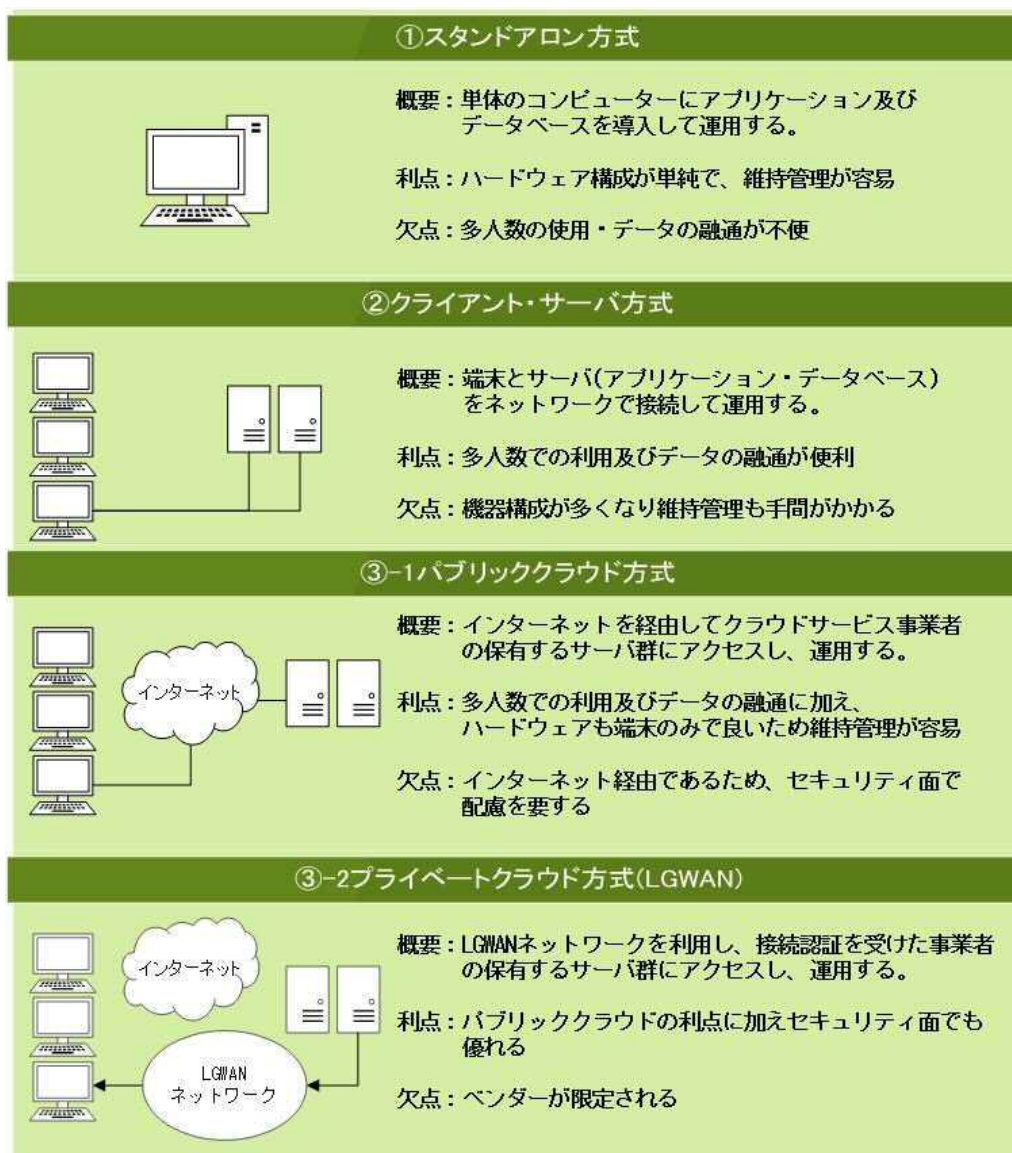 ①スタンドアロン方式
概要：単体のコンピューターにアプリケーション及び
データベースを導入して運用する。
利点：ハードウェア構成が単純で、維持管理が容易
欠点：多人数の使用・データの融通が不便
②クライアント・サーバ方式
概要：端末とサーバ(アプリケーション・データベース)
をネットワークで接続して運用する。
利点：多人数での利用及びデータの融通が便利
欠点：機器構成が多くなり維持管理も手間がかかる
③-1パブリッククラウド方式
インターネット
概要：インターネットを経由してクラウドサービス事業者
の保有するサーバ群にアクセスし、運用する。
利点：多人数での利用及びデータの融通に加え、
ハードウェアも端末のみで良いため維持管理が容易
欠点：インターネット経由であるため、セキュリティ面で
配慮を要する
③-2プライベートクラウド方式(LGWAN)
インターネット
LGWAN
ネットワーク
概要：LGWANネットワークを利用し、接続認証を受けた事業者
の保有するサーバ群にアクセスし、運用する。
利点：パブリッククラウドの利点に加えセキュリティ面でも
優れる
欠点：ベンダーが限定される